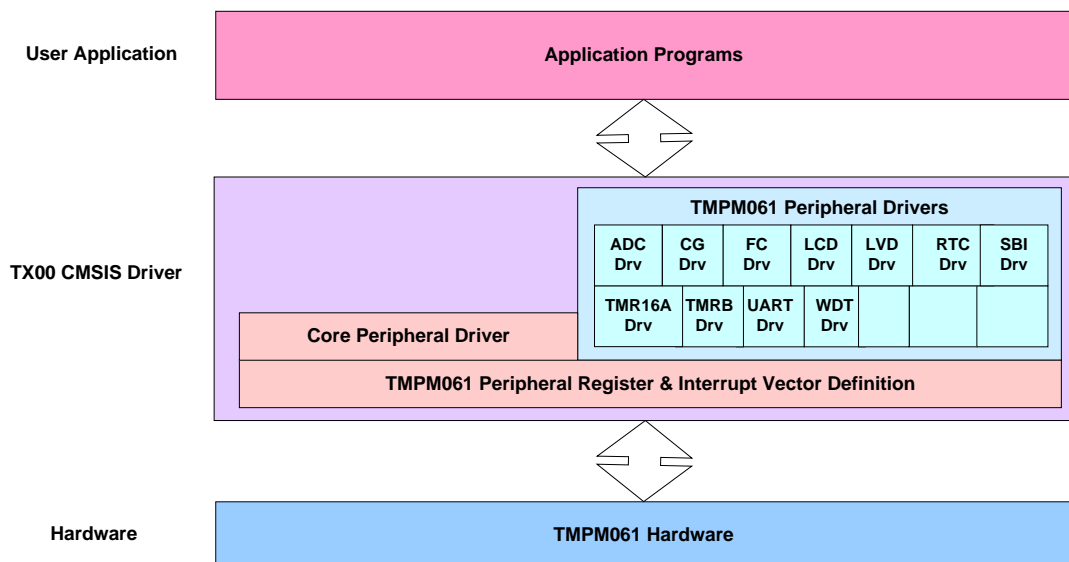 User Application
Application Programs
TX00 CMSIS Driver
TMPM061 Peripheral Drivers
ADC
Drv
CG
Drv
FC
Drv
LCD
Drv
LVD
Drv
RTC
Drv
SBI
Drv
TMR16A
Drv
TMRB
Drv
UART
Drv
WDT
Drv
Core Peripheral Driver
TMPM061 Peripheral Register & Interrupt Vector Definition
Hardware
TMPM061 Hardware